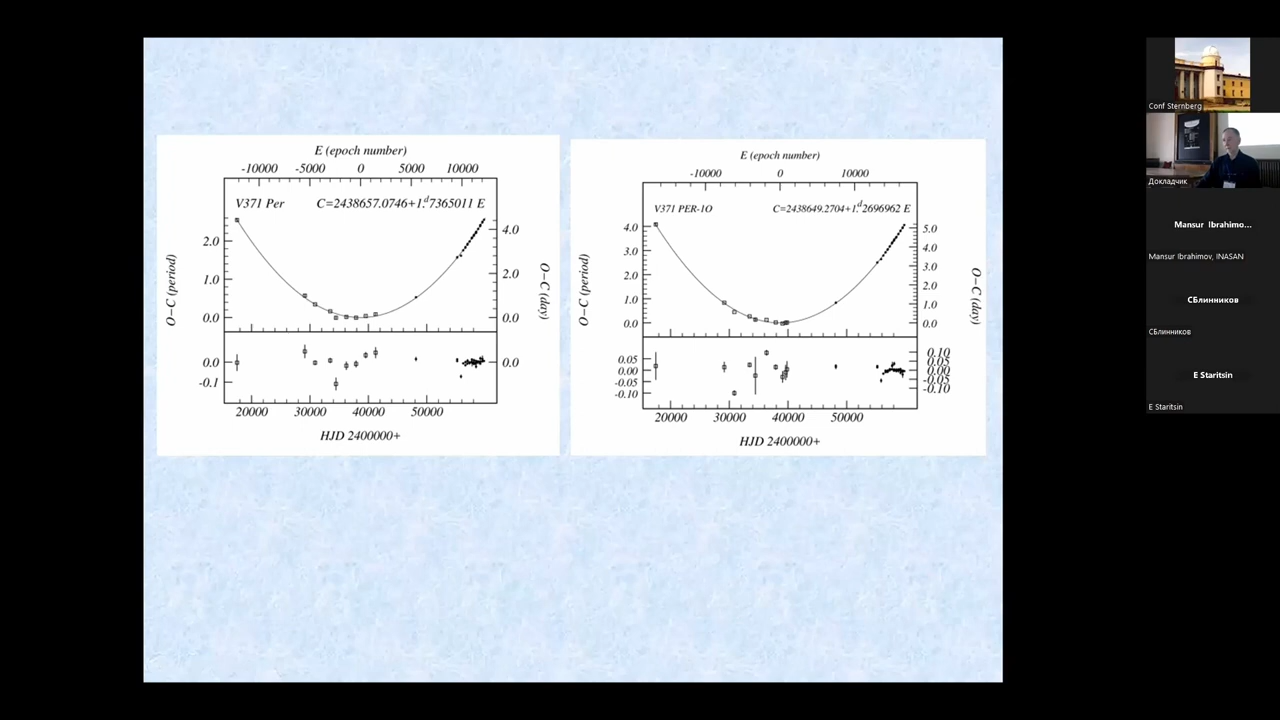 E (epoch number)
-10000 -5000 0 5000 10000
V371 Per C=2438657.0746+1.d7365011 E
2.0
1.0
0.0
4.0
2.0
0.0
O−C (period)
O−C (day)
0.0
-0.1
0.0
20000 30000 40000 50000
HJD 2400000+
E (epoch number)
-10000 0 10000
V371 PER-1O C=2438649.2704+1.d2696962 E
4.0
3.0
2.0
1.0
0.0
5.0
4.0
3.0
2.0
1.0
0.0
O−C (period)
O−C (day)
0.05
0.00
-0.05
-0.10
0.10
0.05
0.00
-0.05
-0.10
20000 30000 40000 50000
HJD 2400000+
Conf Sternberg
Докладчик
Mansur Ibrahimo...
Mansur Ibrahimov, INASAN
СБлинников
СБлинников
E Staritsin
E Staritsin